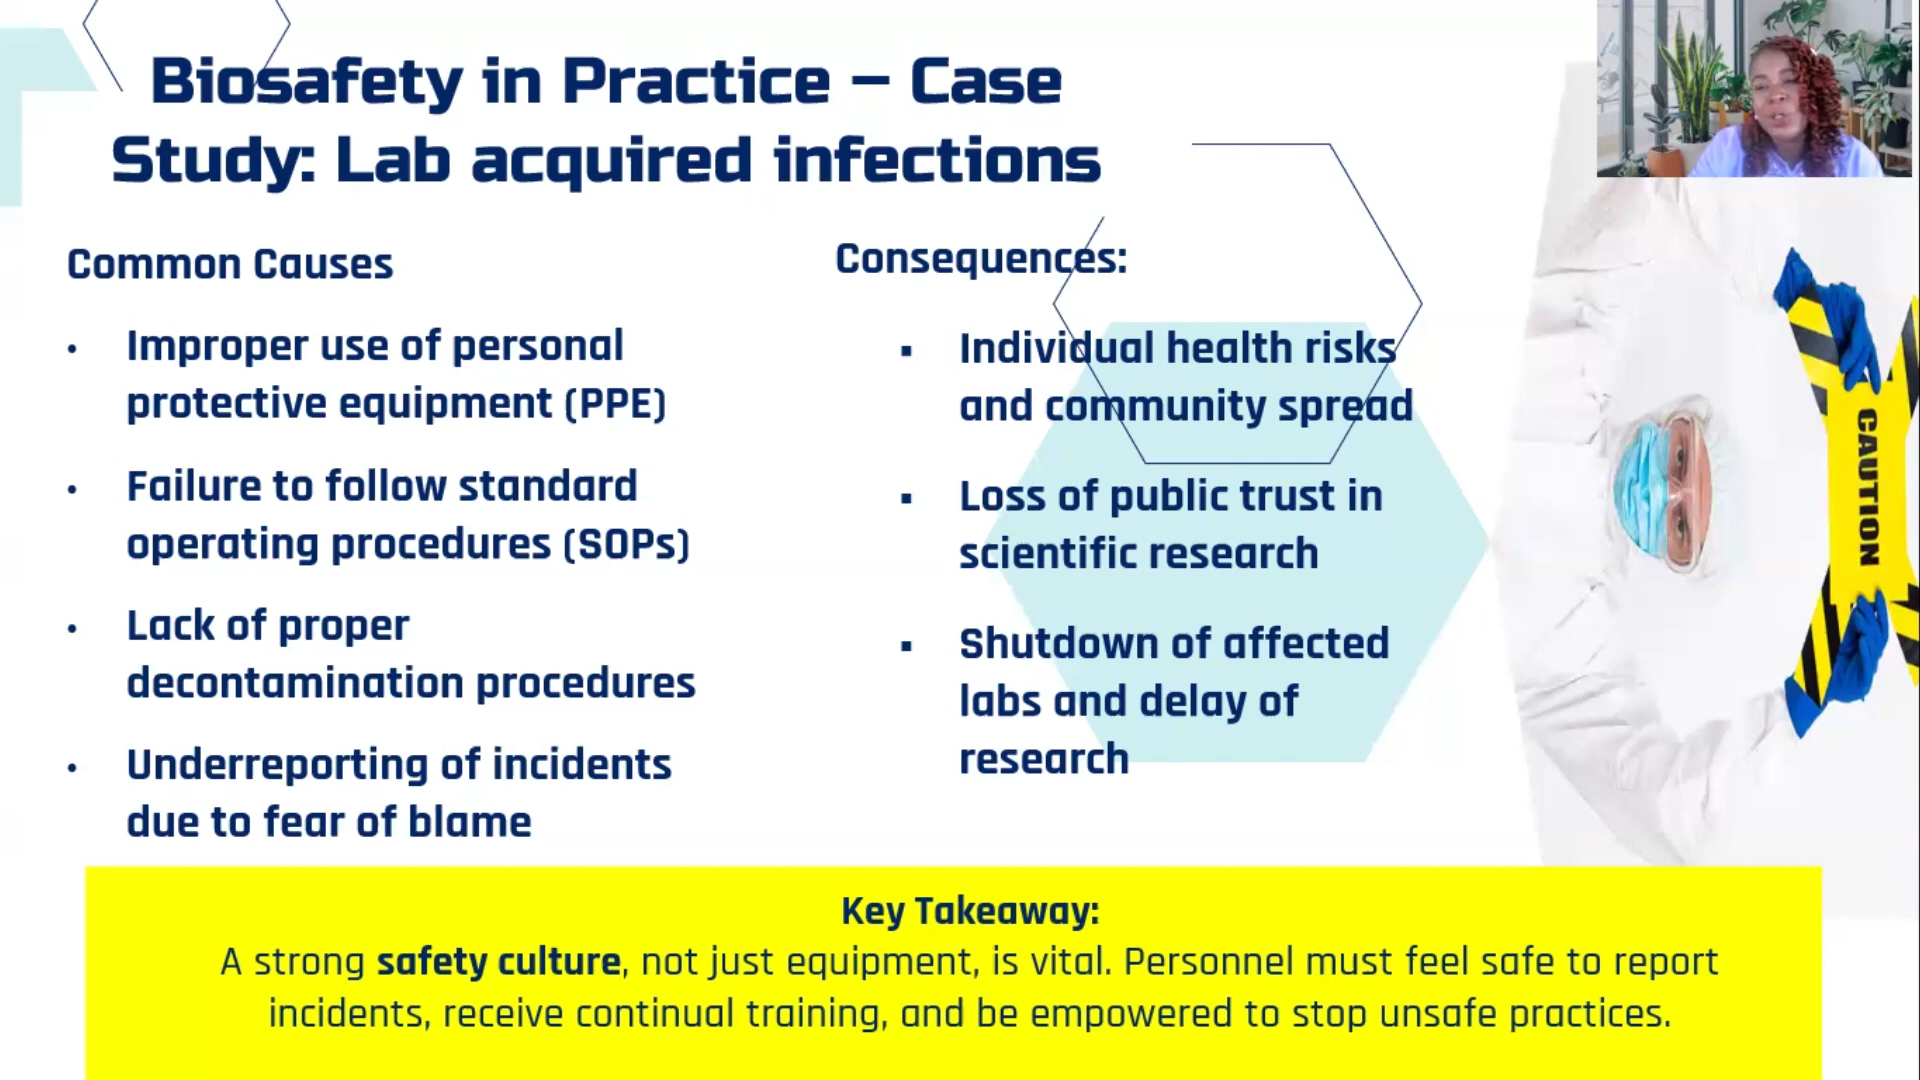 Biosafety in Practice – Case
Study: Lab acquired infections
Common Causes
• Improper use of personal
protective equipment (PPE)
• Failure to follow standard
operating procedures (SOPs)
• Lack of proper
decontamination procedures
• Underreporting of incidents
due to fear of blame
Consequences:
▪ Individual health risks
and community spread
▪ Loss of public trust in
scientific research
▪ Shutdown of affected
labs and delay of
research
CAUTION
Key Takeaway:
A strong safety culture, not just equipment, is vital. Personnel must feel safe to report
incidents, receive continual training, and be empowered to stop unsafe practices.